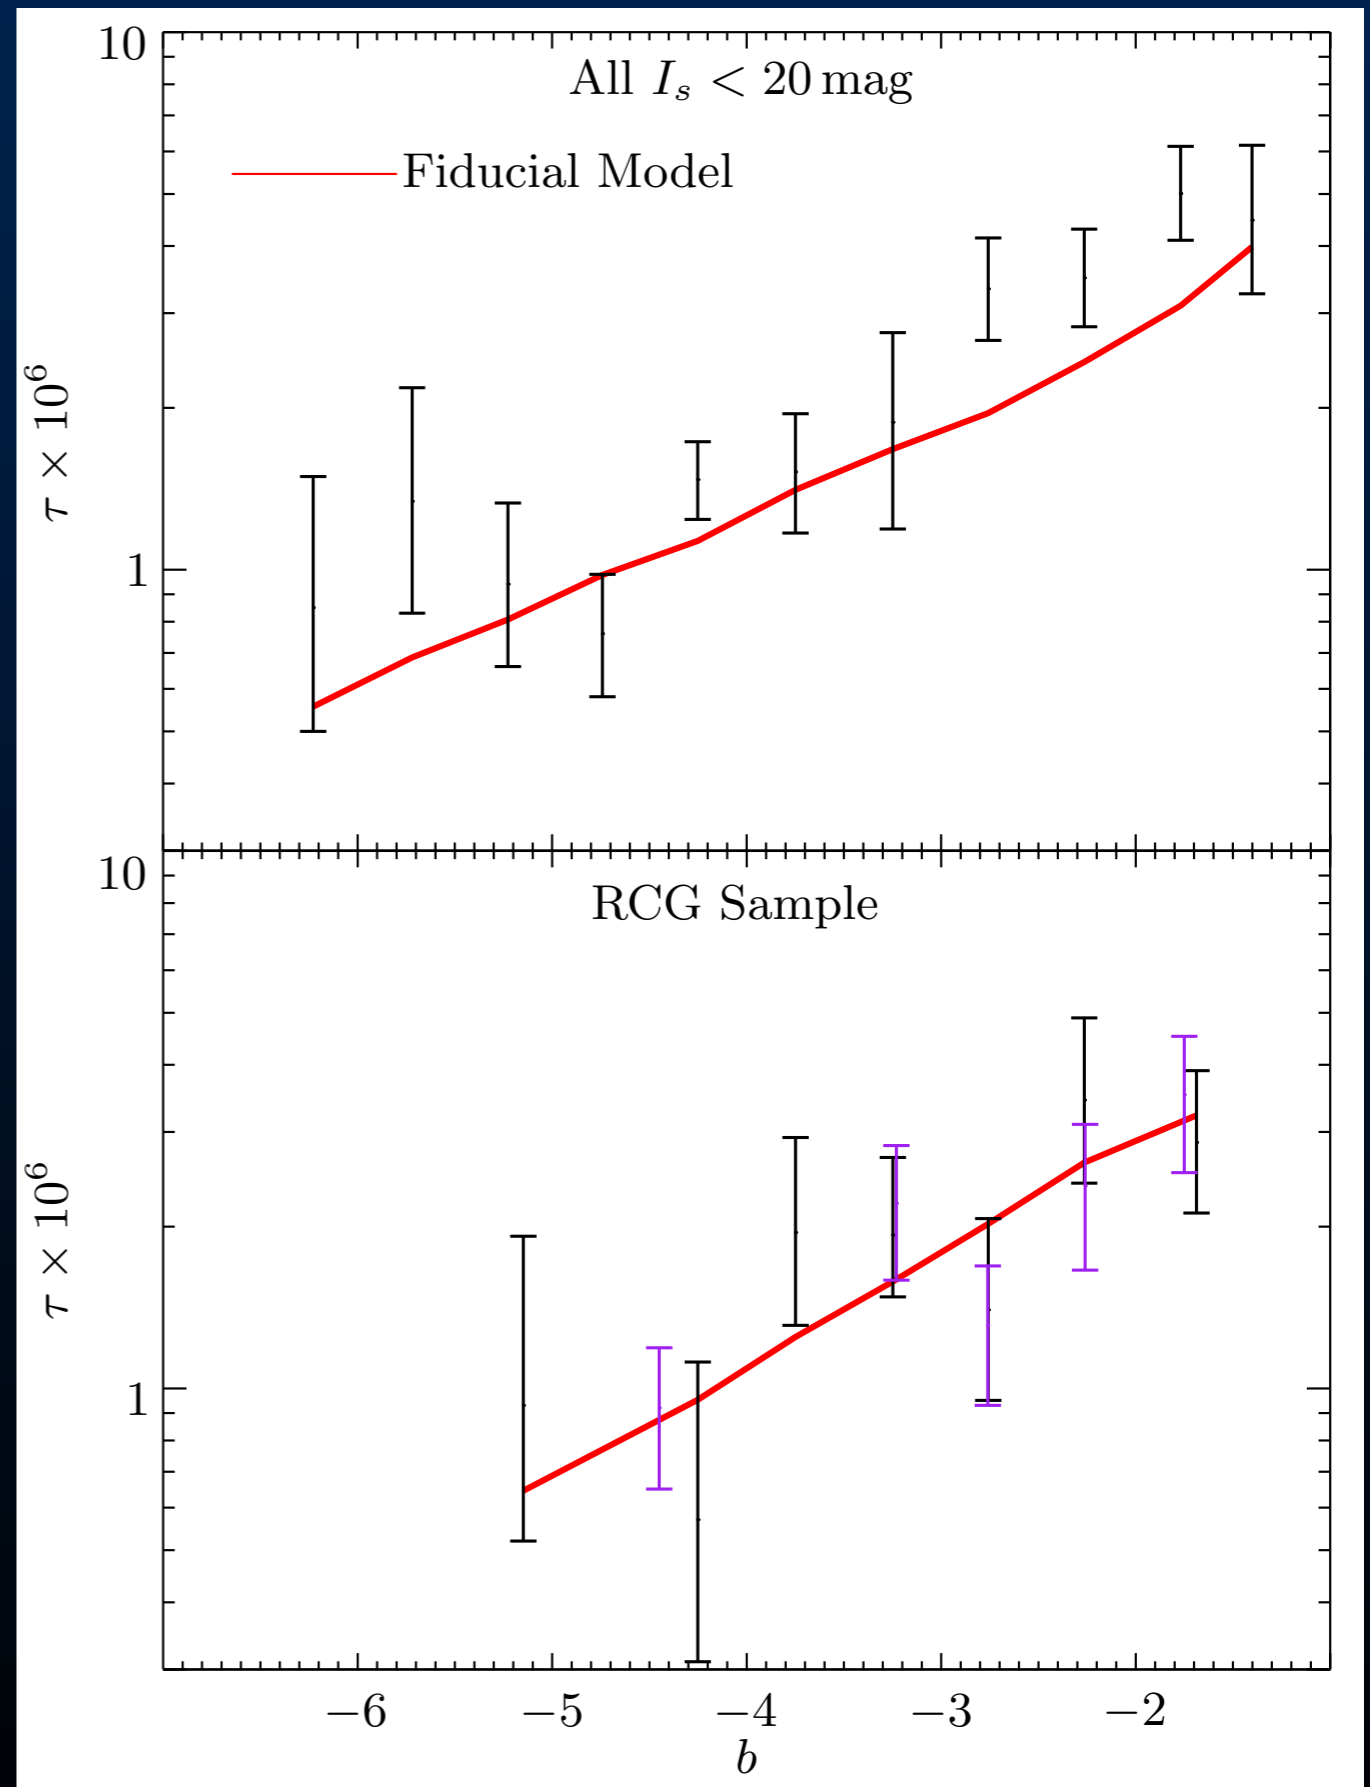 10
All I_s < 20 mag
Fiducial Model
τ × 10^6
1
10
RCG Sample
τ × 10^6
1
−6 −5 −4 −3 −2
b